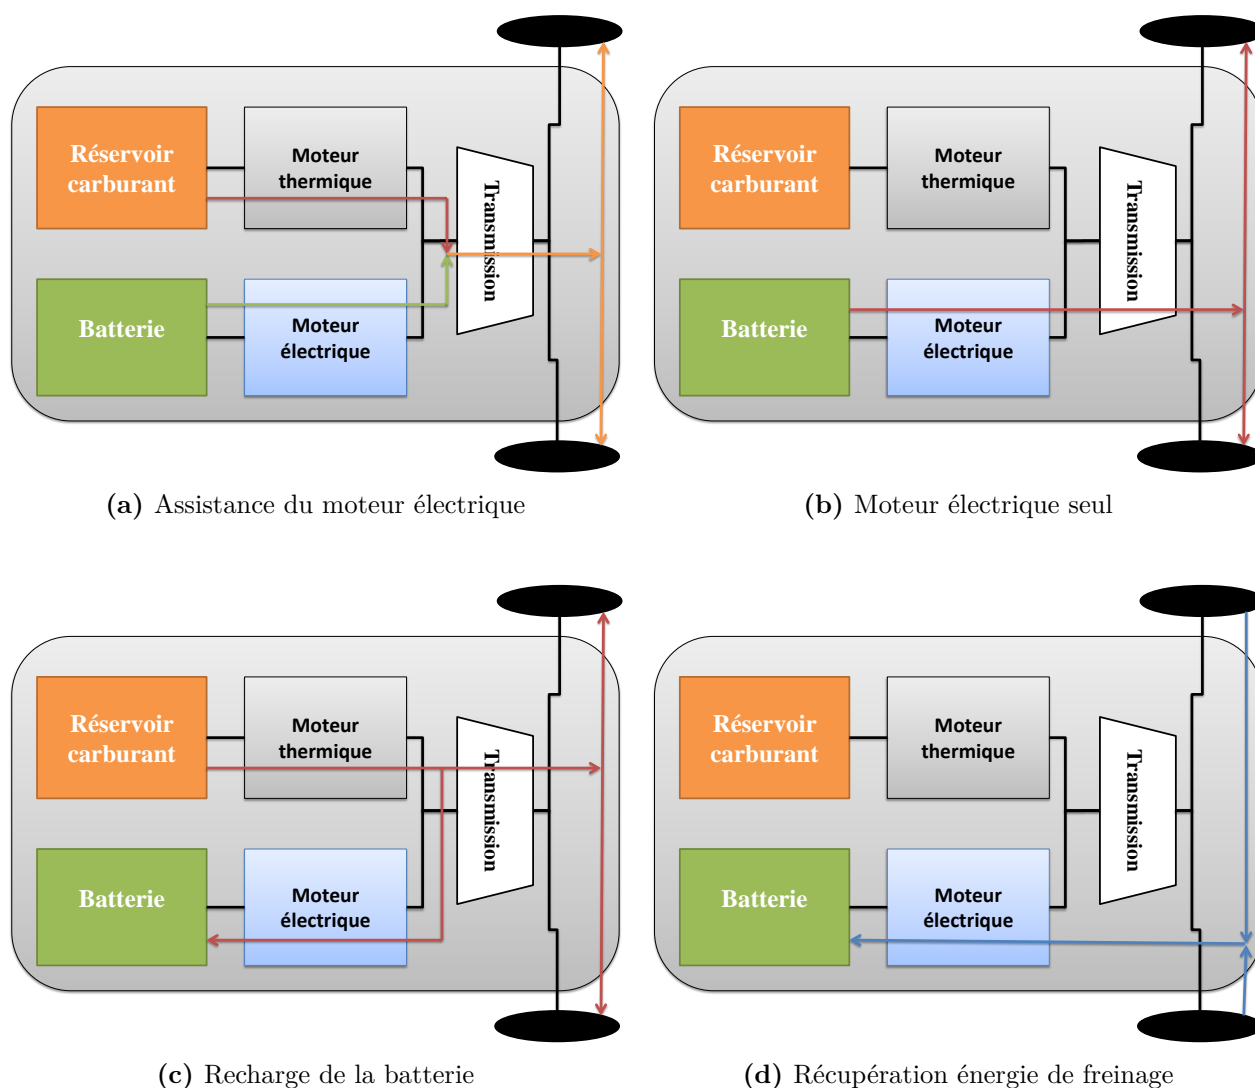 Réservoir
carburant
Moteur
thermique
Transmission
Batterie
Moteur
électrique
(a) Assistance du moteur électrique
Réservoir
carburant
Moteur
thermique
Transmission
Batterie
Moteur
électrique
(b) Moteur électrique seul
Réservoir
carburant
Moteur
thermique
Transmission
Batterie
Moteur
électrique
(c) Recharge de la batterie
Réservoir
carburant
Moteur
thermique
Transmission
Batterie
Moteur
électrique
(d) Récupération énergie de freinage